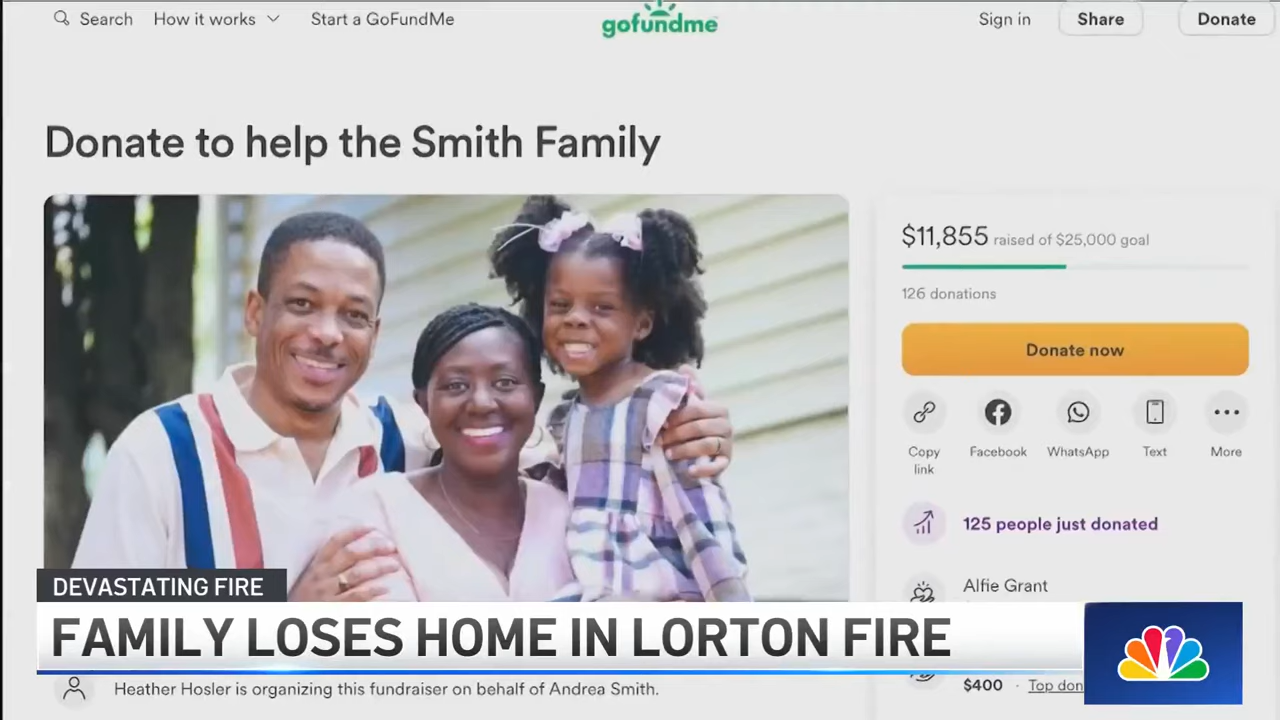 Search How it works Start a GoFundMe gofundme Sign in Share Donate
Donate to help the Smith Family
$11,855 raised of $25,000 goal
126 donations
Donate now
Copy link Facebook WhatsApp Text More
125 people just donated
Alfie Grant
DEVASTATING FIRE
FAMILY LOSES HOME IN LORTON FIRE
Heather Hosler is organizing this fundraiser on behalf of Andrea Smith.
$400 · Top don